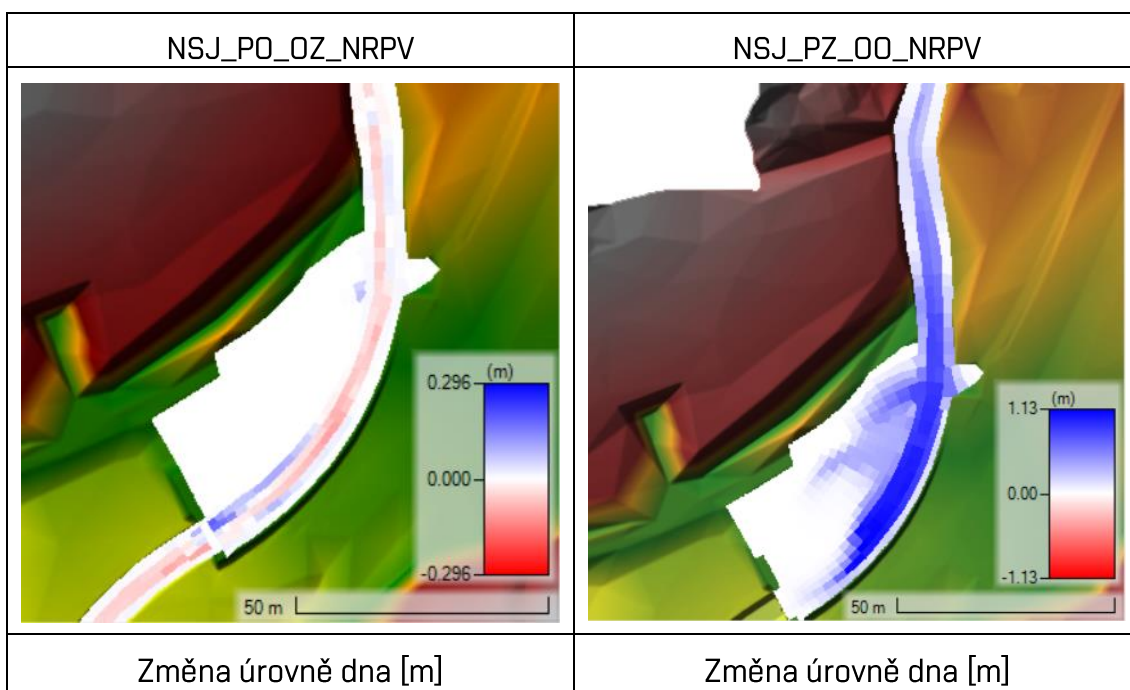 NSJ_PO_OZ_NRPV
NSJ_PZ_OO_NRPV
0.296
(m)
0.000
-0.296
50 m
1.13
(m)
0.00
-1.13
50 m
Změna úrovně dna [m]
Změna úrovně dna [m]